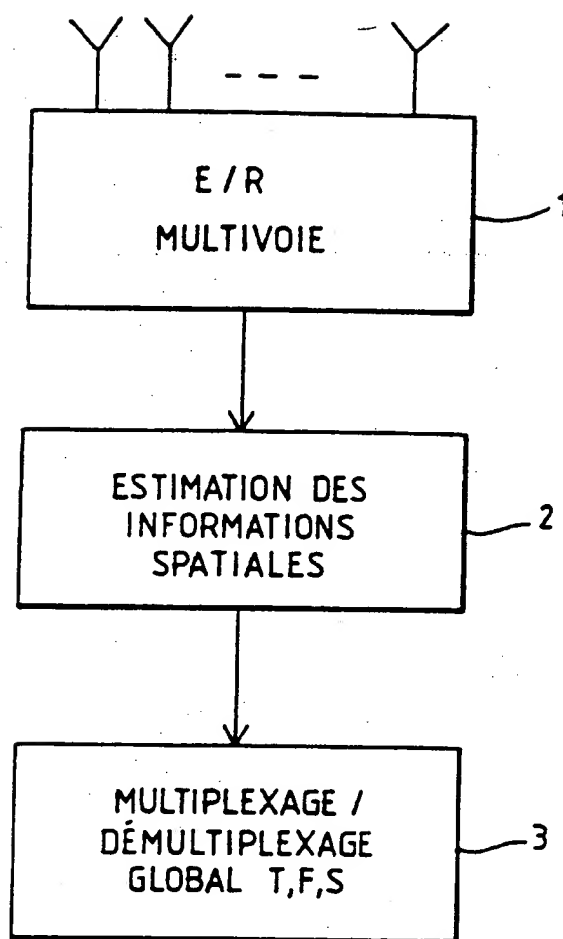 E/R
MULTIVOIE
1
ESTIMATION DES
INFORMATIONS
SPATIALES
2
MULTIPLEXAGE /
DÉMULTIPLEXAGE
GLOBAL T,F,S
3